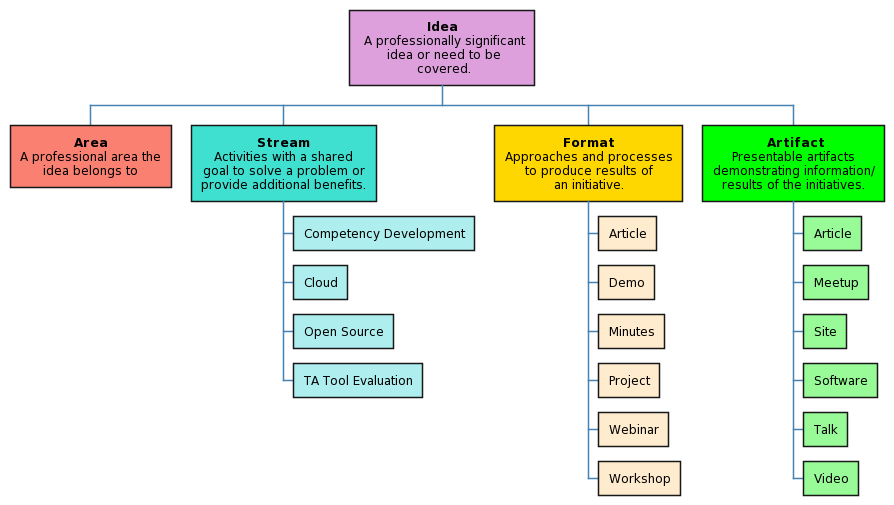 Idea
A professionally significant
idea or need to be
covered.
Area
A professional area the
idea belongs to
Stream
Activities with a shared
goal to solve a problem or
provide additional benefits.
Competency Development
Cloud
Open Source
TA Tool Evaluation
Format
Approaches and processes
to produce results of
an initiative.
Article
Demo
Minutes
Project
Webinar
Workshop
Artifact
Presentable artifacts
demonstrating information/
results of the initiatives.
Article
Meetup
Site
Software
Talk
Video